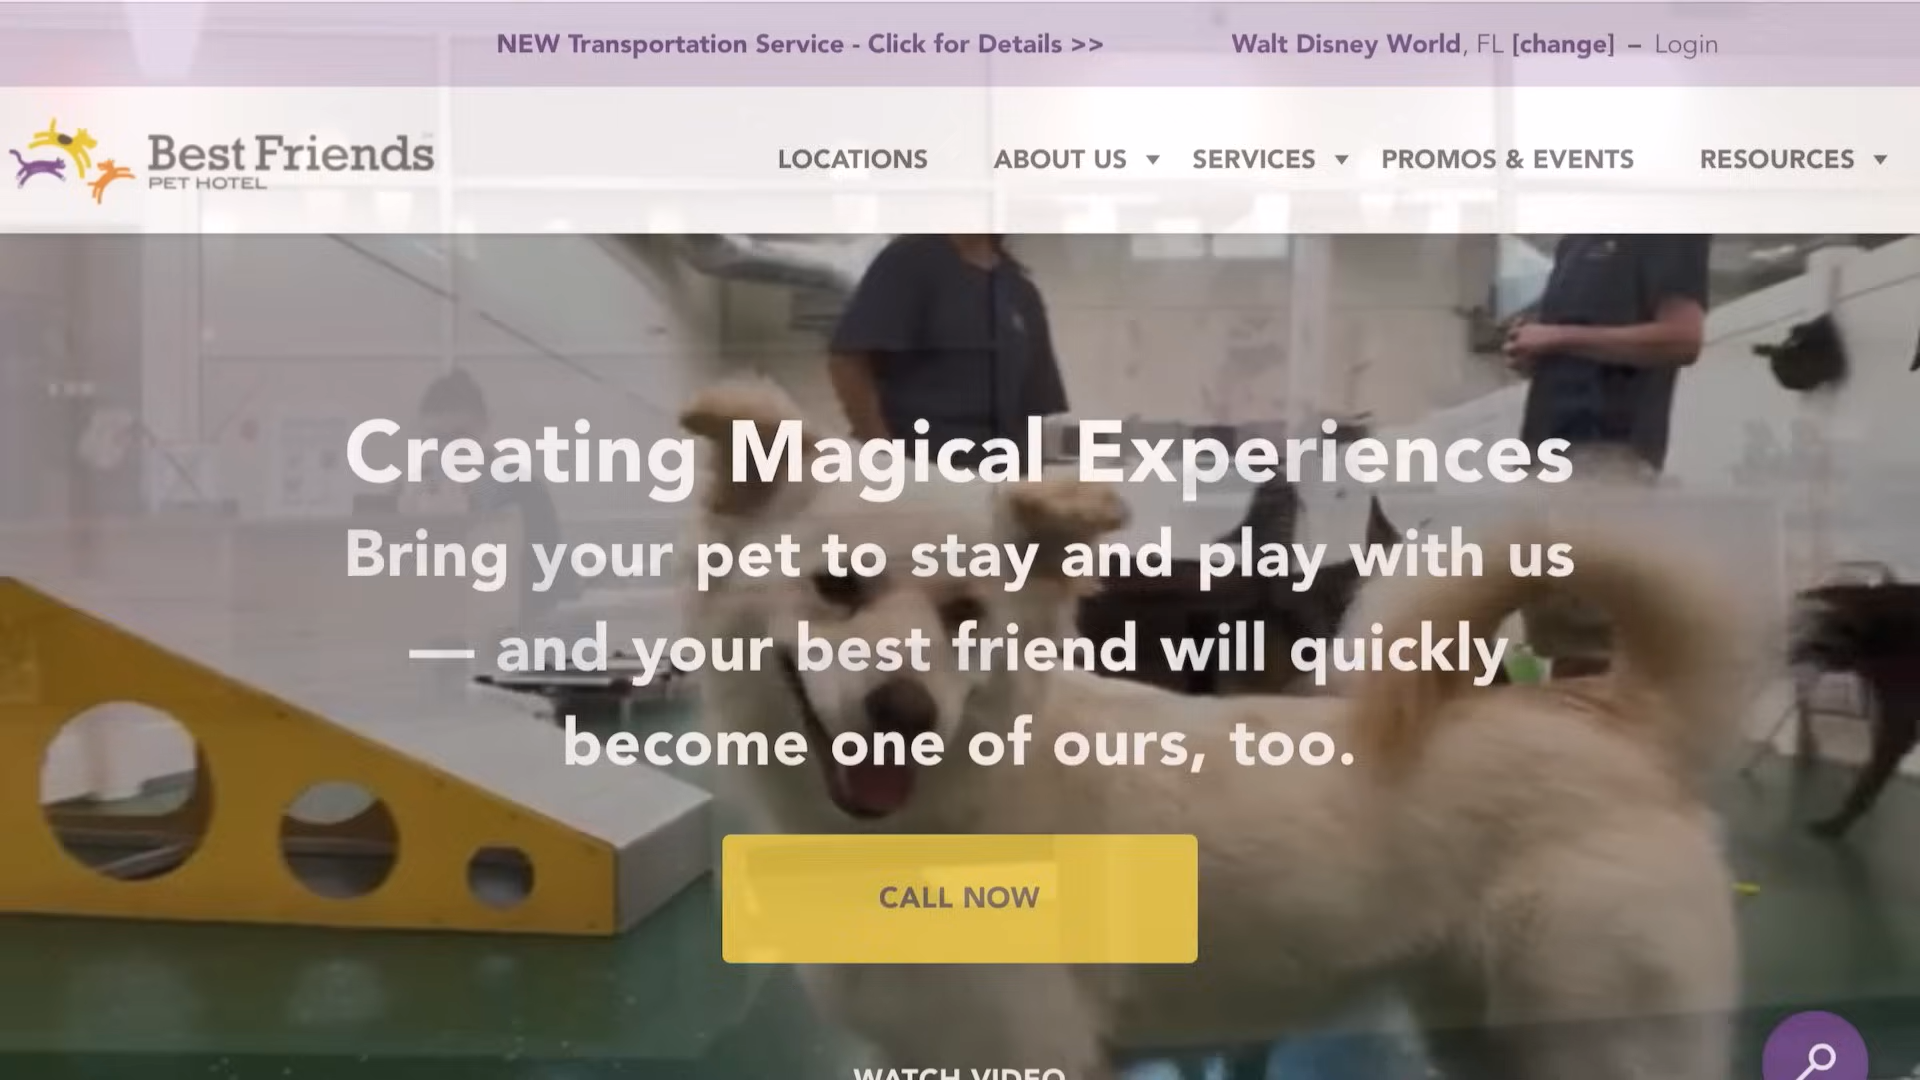 NEW Transportation Service - Click for Details >>
Walt Disney World, FL [change] – Login
Best Friends
PET HOTEL
LOCATIONS
ABOUT US
SERVICES
PROMOS & EVENTS
RESOURCES
Creating Magical Experiences
Bring your pet to stay and play with us
— and your best friend will quickly
become one of ours, too.
CALL NOW
WATCH VIDEO